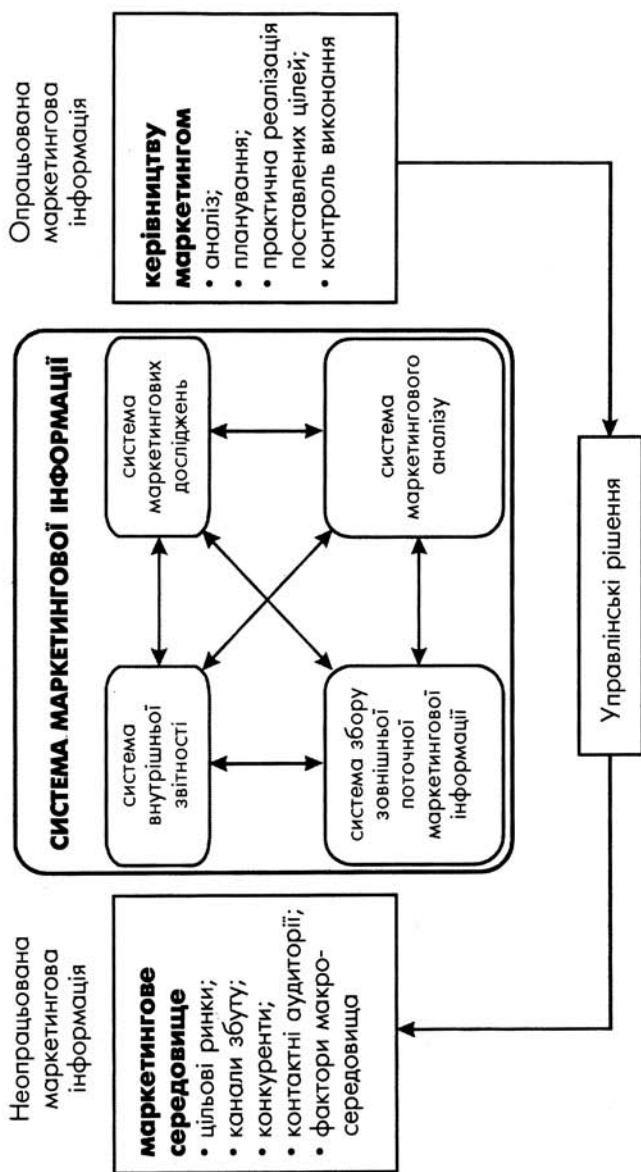 Неопрацьована
маркетингова
інформація
маркетингове
середовище
• цільові ринки;
• канали збуту;
• конкуренти;
• контактні аудиторії;
• фактори макро-
середовища
СИСТЕМА МАРКЕТИНГОВОЇ ІНФОРМАЦІЇ
система
внутрішньої
звітності
система
маркетингових
досліджень
система збору
зовнішньої
поточної
маркетингової
інформації
система
маркетингового
аналізу
Опрацьована
маркетингова
інформація
керівництву
маркетингом
• аналіз;
• планування;
• практична реалізація
поставлених цілей;
• контроль виконання
Управлінські рішення